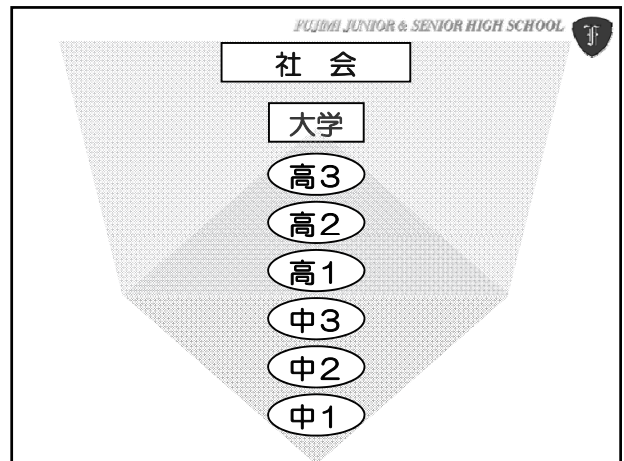 FUJIMI JUNIOR & SENIOR HIGH SCHOOL
F
社 会
大学
高3
高2
高1
中3
中2
中1